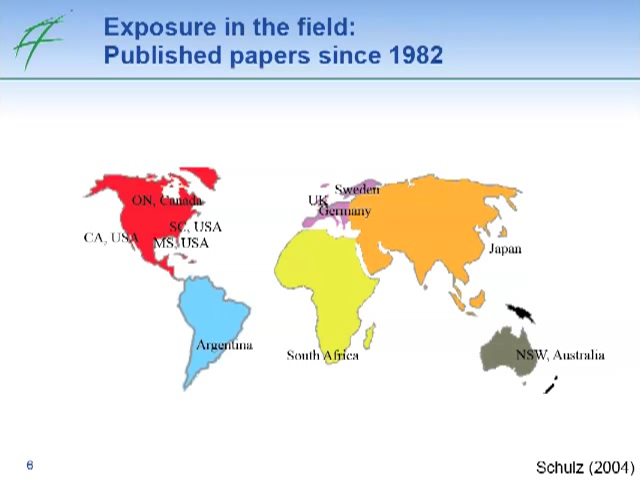 Exposure in the field:
Published papers since 1982
Sweden
ON, Canada
UK
Germany
SC, USA
CA, USA
MS, USA
Japan
Argentina
South Africa
NSW, Australia
6
Schulz (2004)